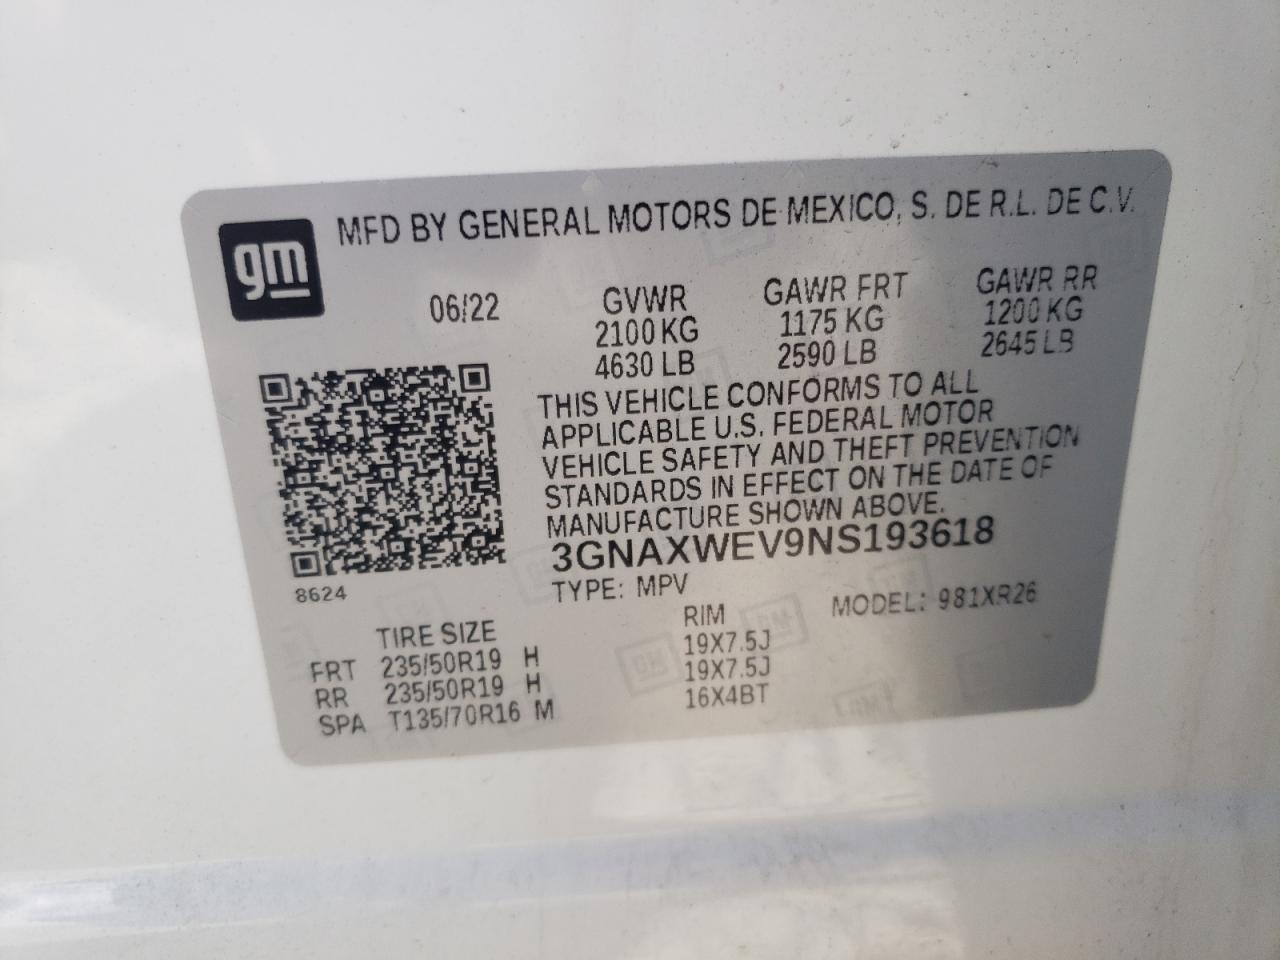 gm
MFD BY GENERAL MOTORS DE MEXICO, S. DE R.L. DE C.V.
06/22 GVWR GAWR FRT GAWR RR
2100 KG 1175 KG 1200 KG
4630 LB 2590 LB 2645 LB
THIS VEHICLE CONFORMS TO ALL
APPLICABLE U.S. FEDERAL MOTOR
VEHICLE SAFETY AND THEFT PREVENTION
STANDARDS IN EFFECT ON THE DATE OF
MANUFACTURE SHOWN ABOVE.
3GNAXWEV9NS193618
8624
TYPE: MPV MODEL: 981XR26
TIRE SIZE RIM
FRT 235/50R19 H 19X7.5J
RR 235/50R19 H 19X7.5J
SPA T135/70R16 M 16X4BT